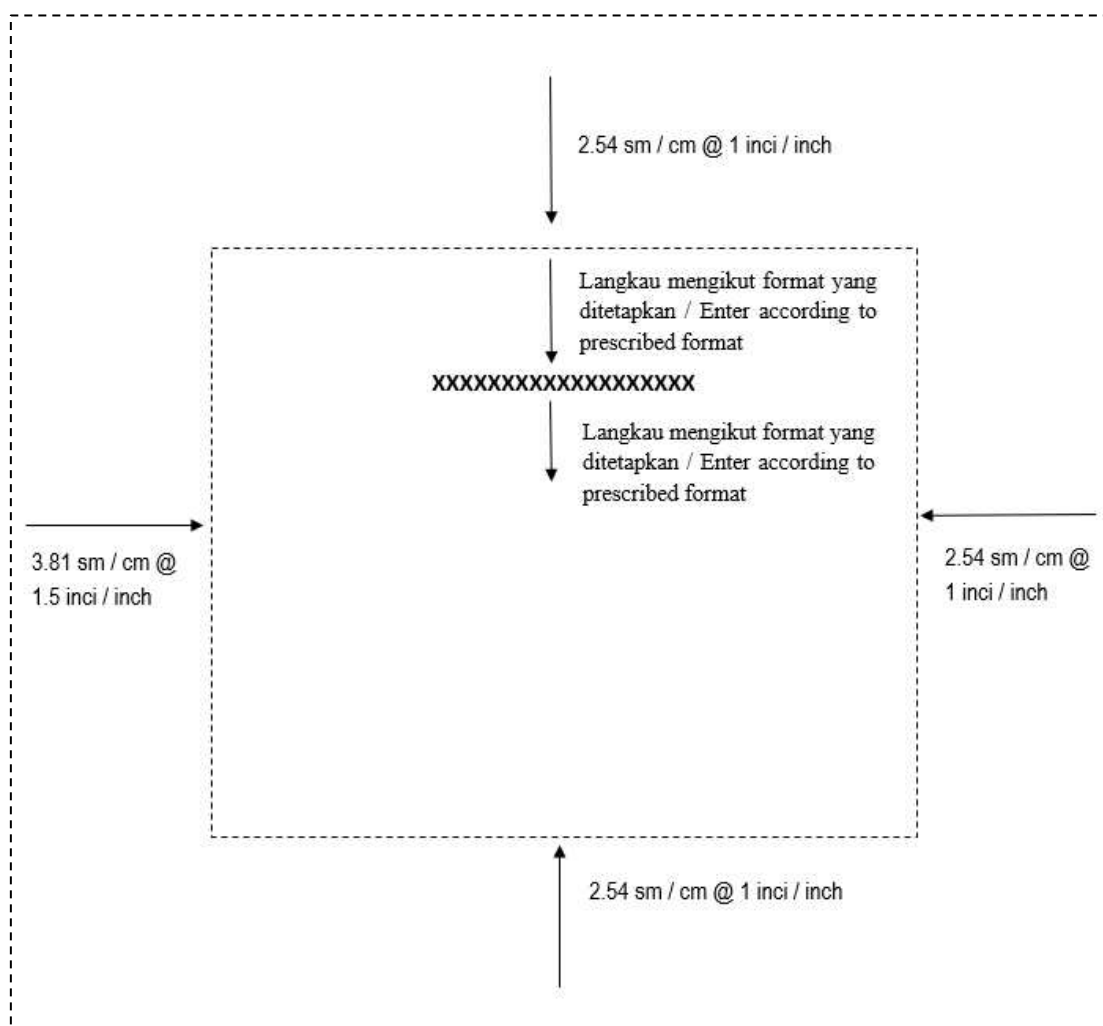 2.54 sm / cm @ 1 inci / inch
Langkau mengikut format yang
ditetapkan / Enter according to
prescribed format
XXXXXXXXXXXXXXXXXXX
Langkau mengikut format yang
ditetapkan / Enter according to
prescribed format
3.81 sm / cm @
1.5 inci / inch
2.54 sm / cm @
1 inci / inch
2.54 sm / cm @ 1 inci / inch